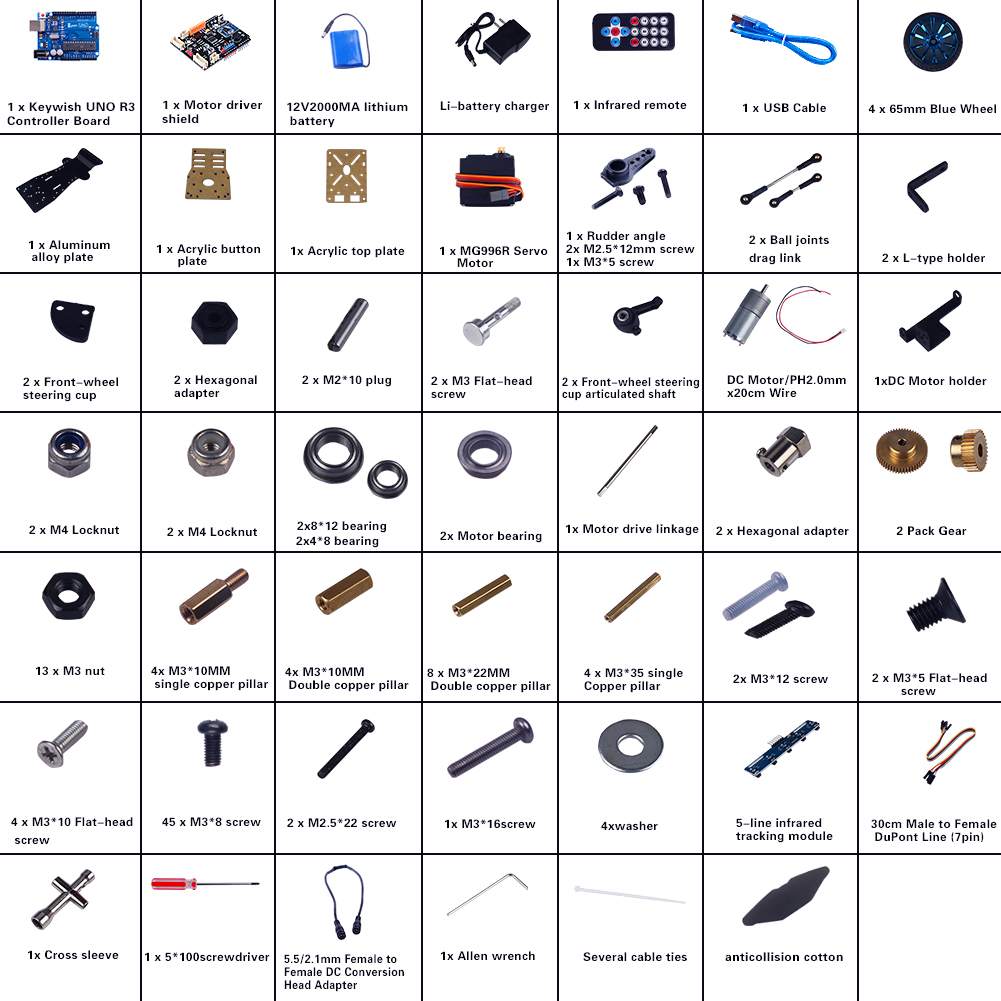 1 x Keywish UNO R3
Controller Board
1 x Motor driver
shield
12V2000MA lithium
battery
Li-battery charger
1 x Infrared remote
1 x USB Cable
4 x 65mm Blue Wheel
1 x Aluminum
alloy plate
1 x Acrylic button
plate
1x Acrylic top plate
1 x MG996R Servo
Motor
1 x Rudder angle
2x M2.5*12mm screw
1x M3*5 screw
2 x Ball joints
drag link
2 x L-type holder
2 x Front-wheel
steering cup
2 x Hexagonal
adapter
2 x M2*10 plug
2 x M3 Flat-head
screw
2 x Front-wheel steering
cup articulated shaft
DC Motor/PH2.0mm
x20cm Wire
1xDC Motor holder
2 x M4 Locknut
2 x M4 Locknut
2x8*12 bearing
2x4*8 bearing
2x Motor bearing
1x Motor drive linkage
2 x Hexagonal adapter
2 Pack Gear
13 x M3 nut
4x M3*10MM
single copper pillar
4x M3*10MM
Double copper pillar
8 x M3*22MM
Double copper pillar
4 x M3*35 single
Copper pillar
2x M3*12 screw
2 x M3*5 Flat-head
screw
4 x M3*10 Flat-head
screw
45 x M3*8 screw
2 x M2.5*22 screw
1x M3*16screw
4xwasher
5-line infrared
tracking module
30cm Male to Female
DuPont Line (7pin)
1x Cross sleeve
1 x 5*100screwdriver
5.5/2.1mm Female to
Female DC Conversion
Head Adapter
1x Allen wrench
Several cable ties
anticollision cotton